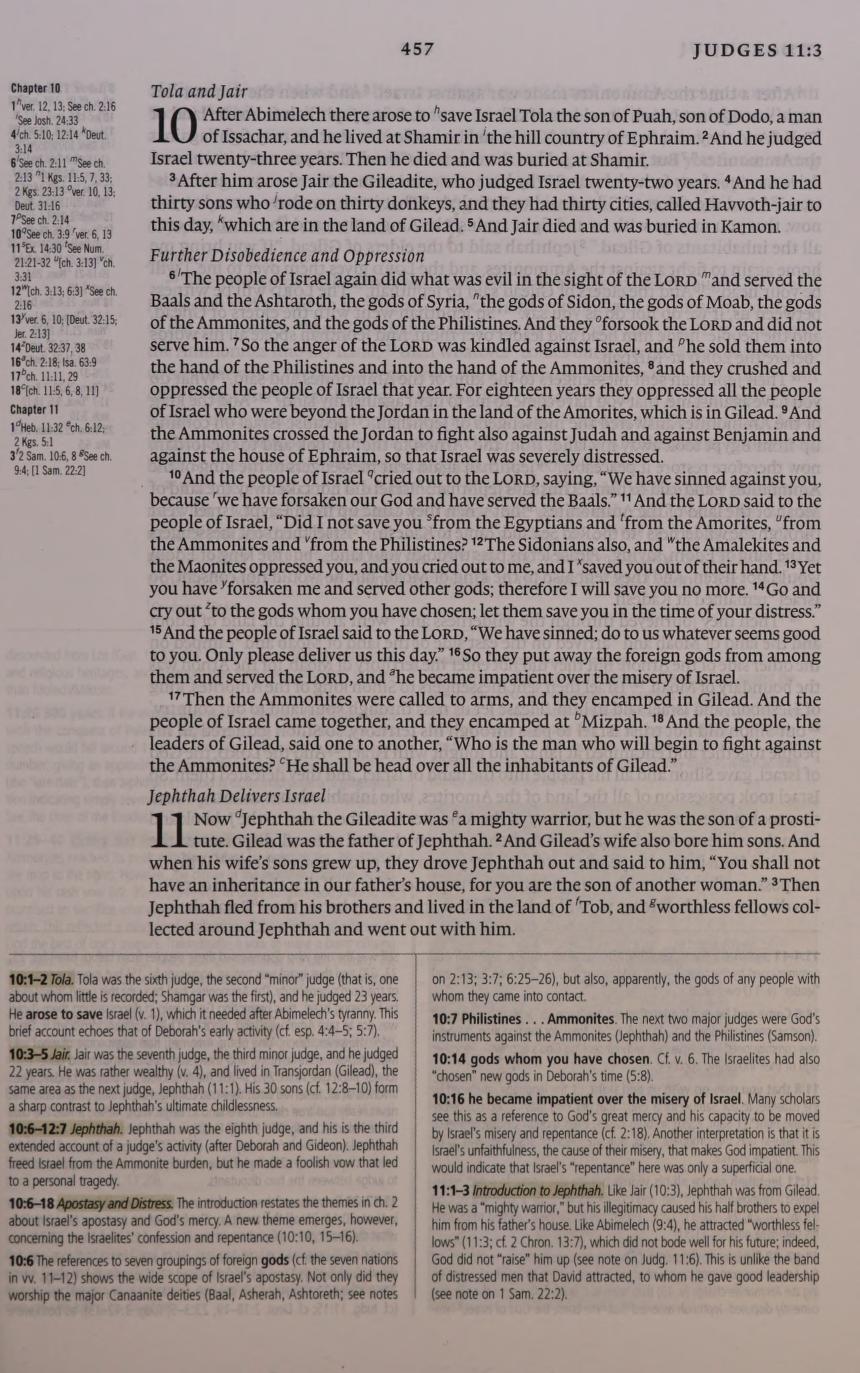 457
JUDGES 11:3
Chapter 10
1 h ver. 12, 13; See ch. 2:16
i See Josh. 24:33
4 j ch. 5:10; 12:14 k Deut.
3:14
6 l See ch. 2:11 m See ch.
2:13 n 1 Kgs. 11:5, 7, 33;
2 Kgs. 23:13 o ver. 10, 13;
Deut. 31:16
7 p See ch. 2:14
10 q See ch. 3:9 r ver. 6, 13
11 s Ex. 14:30 t See Num.
21:21-32 u [ch. 3:13] v ch.
3:31
12 w [ch. 3:13; 6:3] x See ch.
2:16
13 y ver. 6, 10; [Deut. 32:15;
Jer. 2:13]
14 z Deut. 32:37, 38
16 a ch. 2:18; Isa. 63:9
17 b ch. 11:11, 29
18 c [ch. 11:5, 6, 8, 11]
Chapter 11
1 d Heb. 11:32 e ch. 6:12;
2 Kgs. 5:1
3 f 2 Sam. 10:6, 8 g See ch.
9:4; [1 Sam. 22:2]
Tola and Jair
10 After Abimelech there arose to h save Israel Tola the son of Puah, son of Dodo, a man
of Issachar, and he lived at Shamir in i the hill country of Ephraim. 2 And he judged
Israel twenty-three years. Then he died and was buried at Shamir.
3 After him arose Jair the Gileadite, who judged Israel twenty-two years. 4 And he had
thirty sons who j rode on thirty donkeys, and they had thirty cities, called Havvoth-jair to
this day, k which are in the land of Gilead. 5 And Jair died and was buried in Kamon.
Further Disobedience and Oppression
6 l The people of Israel again did what was evil in the sight of the LORD m and served the
Baals and the Ashtaroth, the gods of Syria, n the gods of Sidon, the gods of Moab, the gods
of the Ammonites, and the gods of the Philistines. And they o forsook the LORD and did not
serve him. 7 So the anger of the LORD was kindled against Israel, and p he sold them into
the hand of the Philistines and into the hand of the Ammonites, 8 and they crushed and
oppressed the people of Israel that year. For eighteen years they oppressed all the people
of Israel who were beyond the Jordan in the land of the Amorites, which is in Gilead. 9 And
the Ammonites crossed the Jordan to fight also against Judah and against Benjamin and
against the house of Ephraim, so that Israel was severely distressed.
10 And the people of Israel q cried out to the LORD, saying, “We have sinned against you,
because r we have forsaken our God and have served the Baals.” 11 And the LORD said to the
people of Israel, “Did I not save you s from the Egyptians and t from the Amorites, u from
the Ammonites and v from the Philistines? 12 The Sidonians also, and w the Amalekites and
the Maonites oppressed you, and you cried out to me, and I x saved you out of their hand. 13 Yet
you have y forsaken me and served other gods; therefore I will save you no more. 14 Go and
cry out z to the gods whom you have chosen; let them save you in the time of your distress.”
15 And the people of Israel said to the LORD, “We have sinned; do to us whatever seems good
to you. Only please deliver us this day.” 16 So they put away the foreign gods from among
them and served the LORD, and a he became impatient over the misery of Israel.
17 Then the Ammonites were called to arms, and they encamped in Gilead. And the
people of Israel came together, and they encamped at b Mizpah. 18 And the people, the
leaders of Gilead, said one to another, “Who is the man who will begin to fight against
the Ammonites? c He shall be head over all the inhabitants of Gilead.”
Jephthah Delivers Israel
11 Now d Jephthah the Gileadite was e a mighty warrior, but he was the son of a prosti-
tute. Gilead was the father of Jephthah. 2 And Gilead’s wife also bore him sons. And
when his wife’s sons grew up, they drove Jephthah out and said to him, “You shall not
have an inheritance in our father’s house, for you are the son of another woman.” 3 Then
Jephthah fled from his brothers and lived in the land of f Tob, and g worthless fellows col-
lected around Jephthah and went out with him.
10:1–2 Tola. Tola was the sixth judge, the second “minor” judge (that is, one
about whom little is recorded; Shamgar was the first), and he judged 23 years.
He arose to save Israel (v. 1), which it needed after Abimelech’s tyranny. This
brief account echoes that of Deborah’s early activity (cf. esp. 4:4–5; 5:7).
10:3–5 Jair. Jair was the seventh judge, the third minor judge, and he judged
22 years. He was rather wealthy (v. 4), and lived in Transjordan (Gilead), the
same area as the next judge, Jephthah (11:1). His 30 sons (cf. 12:8–10) form
a sharp contrast to Jephthah’s ultimate childlessness.
10:6–12:7 Jephthah. Jephthah was the eighth judge, and his is the third
extended account of a judge’s activity (after Deborah and Gideon). Jephthah
freed Israel from the Ammonite burden, but he made a foolish vow that led
to a personal tragedy.
10:6–18 Apostasy and Distress. The introduction restates the themes in ch. 2
about Israel’s apostasy and God’s mercy. A new theme emerges, however,
concerning the Israelites’ confession and repentance (10:10, 15–16).
10:6 The references to seven groupings of foreign gods (cf. the seven nations
in vv. 11–12) shows the wide scope of Israel’s apostasy. Not only did they
worship the major Canaanite deities (Baal, Asherah, Ashtoreth; see notes
on 2:13; 3:7; 6:25–26), but also, apparently, the gods of any people with
whom they came into contact.
10:7 Philistines . . . Ammonites. The next two major judges were God’s
instruments against the Ammonites (Jephthah) and the Philistines (Samson).
10:14 gods whom you have chosen. Cf. v. 6. The Israelites had also
“chosen” new gods in Deborah’s time (5:8).
10:16 he became impatient over the misery of Israel. Many scholars
see this as a reference to God’s great mercy and his capacity to be moved
by Israel’s misery and repentance (cf. 2:18). Another interpretation is that it is
Israel’s unfaithfulness, the cause of their misery, that makes God impatient. This
would indicate that Israel’s “repentance” here was only a superficial one.
11:1–3 Introduction to Jephthah. Like Jair (10:3), Jephthah was from Gilead.
He was a “mighty warrior,” but his illegitimacy caused his half brothers to expel
him from his father’s house. Like Abimelech (9:4), he attracted “worthless fel-
lows” (11:3; cf. 2 Chron. 13:7), which did not bode well for his future; indeed,
God did not “raise” him up (see note on Judg. 11:6). This is unlike the band
of distressed men that David attracted, to whom he gave good leadership
(see note on 1 Sam. 22:2).